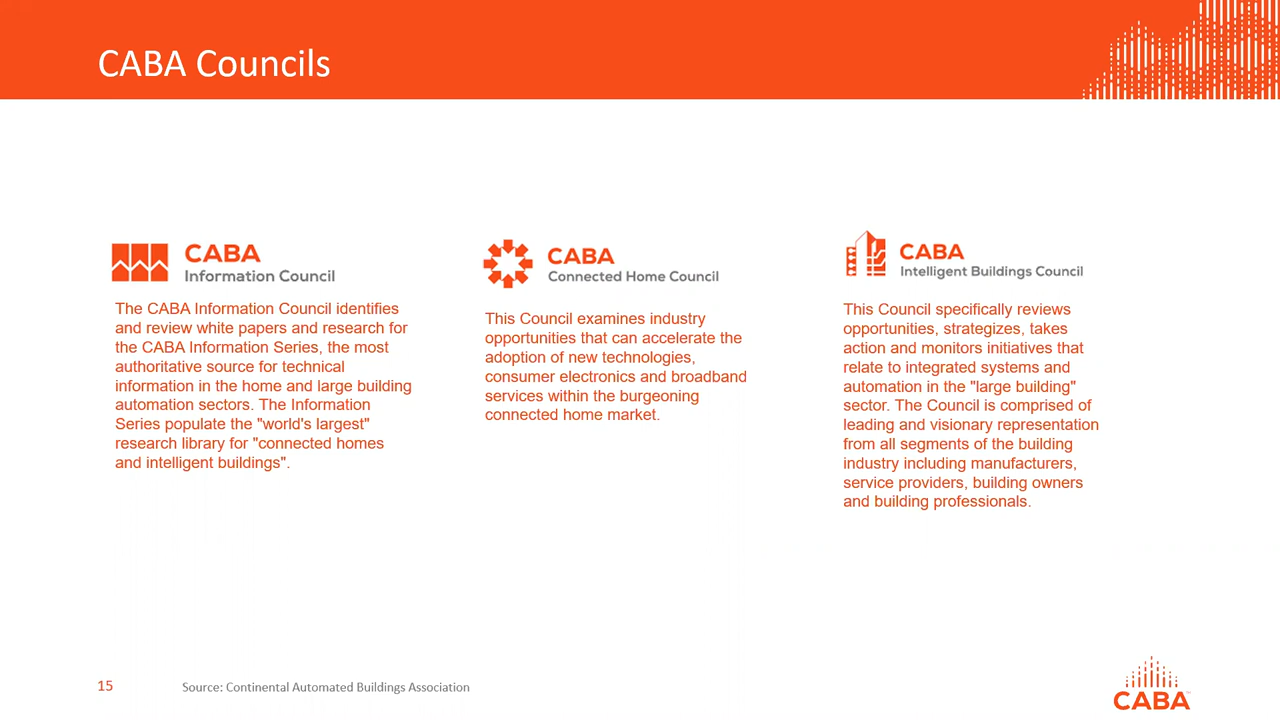 CABA Councils
CABA
Information Council
The CABA Information Council identifies
and review white papers and research for
the CABA Information Series, the most
authoritative source for technical
information in the home and large building
automation sectors. The Information
Series populate the "world's largest"
research library for "connected homes
and intelligent buildings".
CABA
Connected Home Council
This Council examines industry
opportunities that can accelerate the
adoption of new technologies,
consumer electronics and broadband
services within the burgeoning
connected home market.
CABA
Intelligent Buildings Council
This Council specifically reviews
opportunities, strategizes, takes
action and monitors initiatives that
relate to integrated systems and
automation in the "large building"
sector. The Council is comprised of
leading and visionary representation
from all segments of the building
industry including manufacturers,
service providers, building owners
and building professionals.
15
Source: Continental Automated Buildings Association
CABA